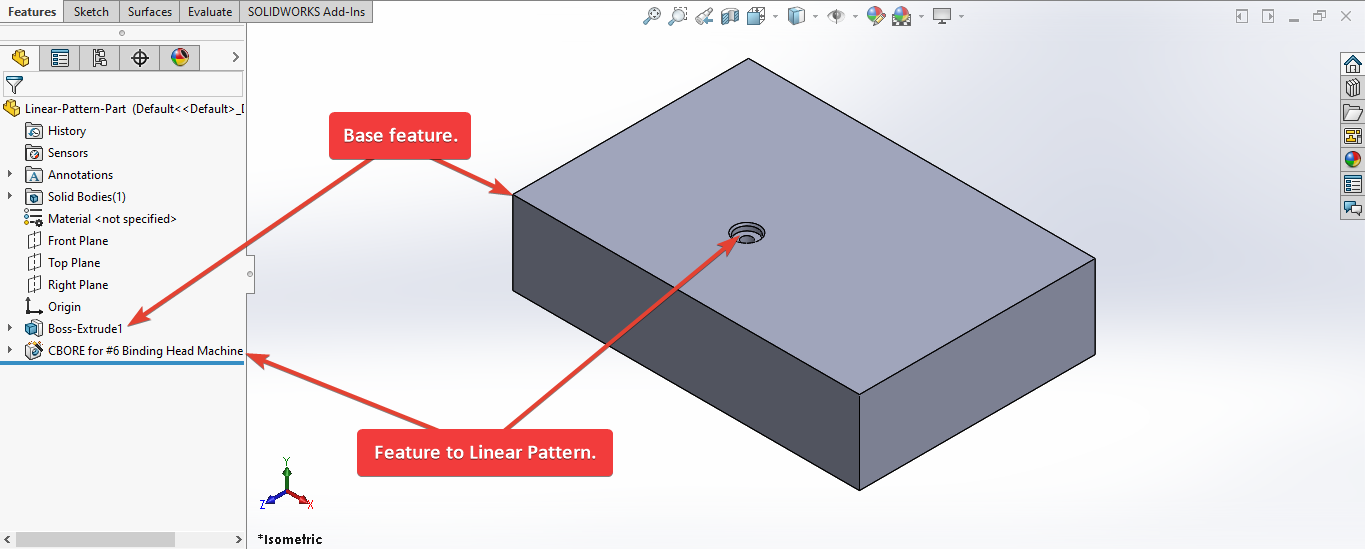 Features Sketch Surfaces Evaluate SOLIDWORKS Add-Ins
Linear-Pattern-Part (Default<<Default>_
History
Sensors
A Annotations
Solid Bodies(1)
Material <not specified>
Front Plane
Top Plane
Right Plane
Origin
Boss-Extrude1
CBORE for #6 Binding Head Machine
Base feature.
Feature to Linear Pattern.
Y
Z X
*Isometric